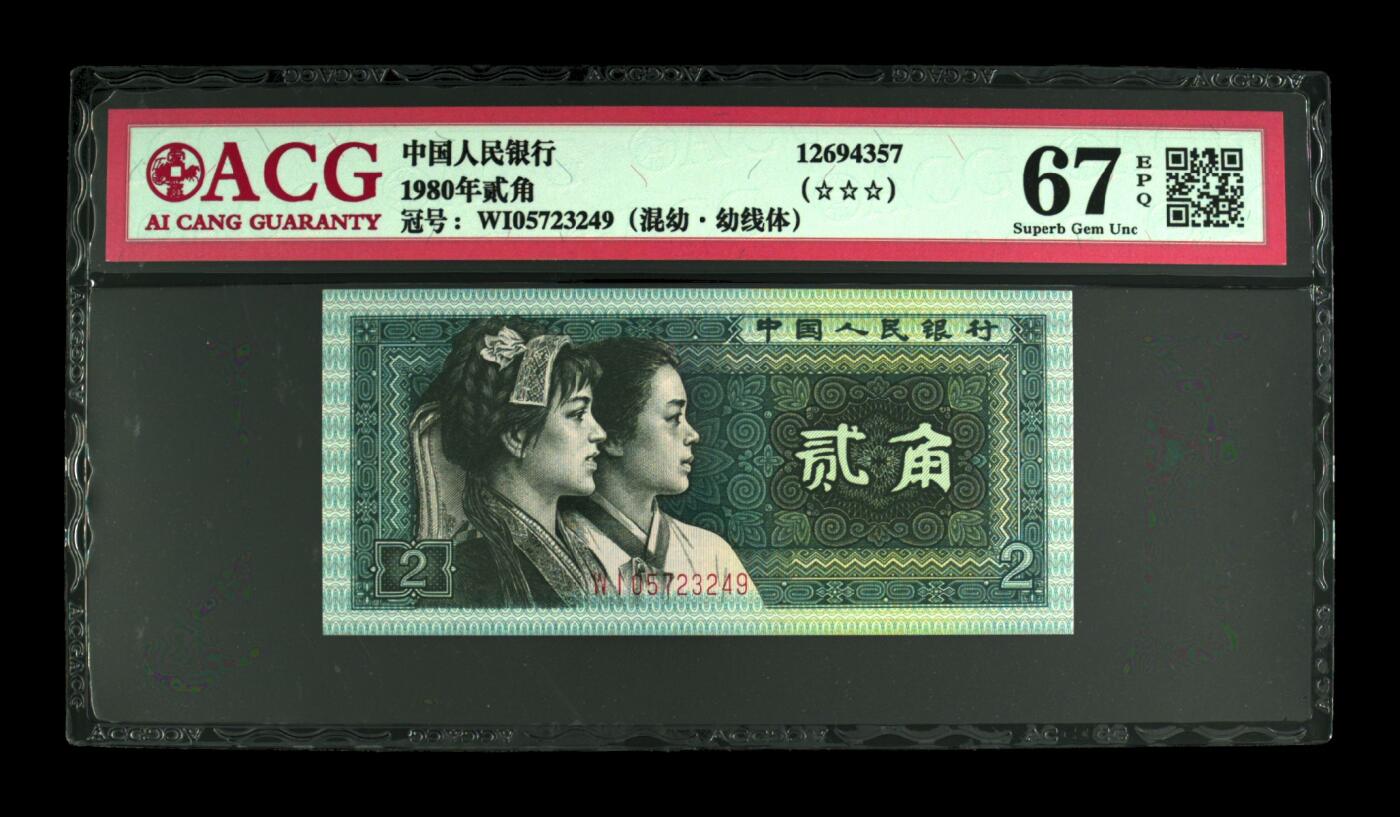 ACG
AI CANG GUARANTY
中国人民银行
1980年贰角
冠号：WI05723249（混幼·幼线体）
12694357
(☆☆☆)
67
EPQ
Superb Gem Unc
中国人民银行
贰角
2
2
WI05723249